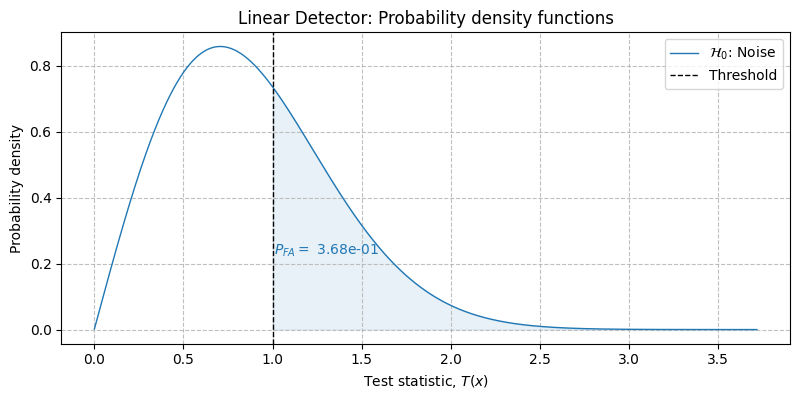 Linear Detector: Probability density functions
Probability density
0.8
0.6
0.4
0.2
0.0
ℋ₀: Noise
Threshold
P_FA = 3.68e-01
0.0 0.5 1.0 1.5 2.0 2.5 3.0 3.5
Test statistic, T(x)